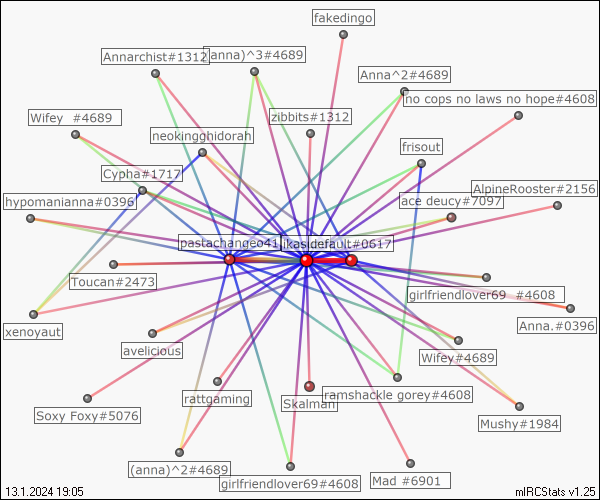 fakedingo
Annarchist#1312
(anna)^3#4689
Anna^2#4689
no cops no laws no hope#4608
Wifey #4689
zibbits#1312
neokingghidorah
frisout
Cypha#1717
AlpineRooster#2156
hypomanianna#0396
ace deucy#7097
pastachangeo41
ikasidefault#0617
Toucan#2473
girlfriendlover69 #4608
Anna.#0396
xenoyaut
avelicious
Wifey#4689
rattgaming
Skalman
ramshackle gorey#4608
Soxy Foxy#5076
Mushy#1984
(anna)^2#4689
girlfriendlover69#4608
Mad #6901
13.1.2024 19:05
mIRCStats v1.25